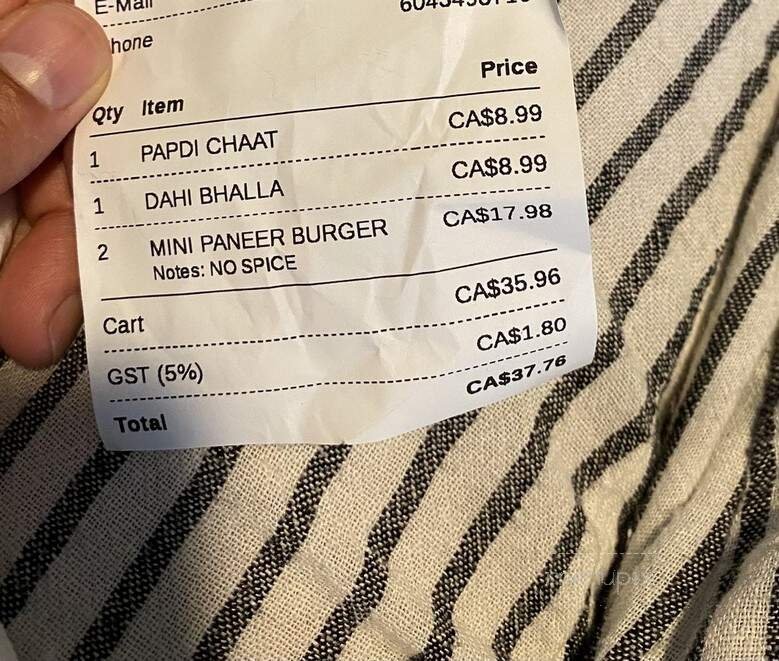 E-Mail
Phone
Price
Qty Item
1 PAPDI CHAAT CA$8.99
1 DAHI BHALLA CA$8.99
2 MINI PANEER BURGER CA$17.98
Notes: NO SPICE
Cart CA$35.96
GST (5%) CA$1.80
Total CA$37.76